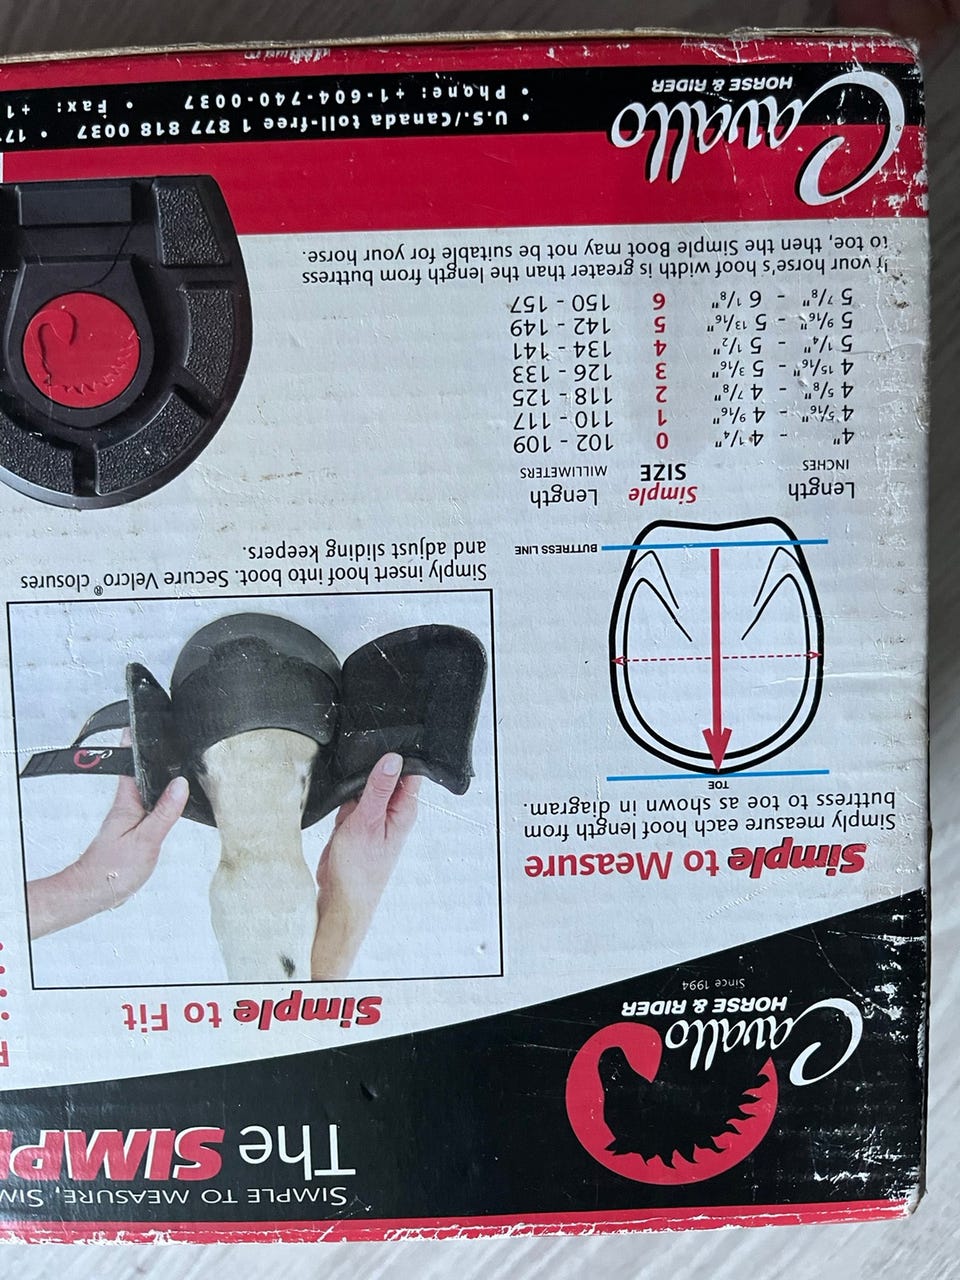 SIMPLE TO MEASURE, SIM
The SIMP
Cavallo
HORSE & RIDER
Since 1994
Simple to Measure
Simply measure each hoof length from
buttress to toe as shown in diagram.
TOE
BUTTRESS LINE
Length Simple Length
INCHES SIZE MILLIMETERS
4" - 4 1/4" 0 102 - 109
4 5/16" - 4 9/16" 1 110 - 117
4 5/8" - 4 7/8" 2 118 - 125
4 15/16" - 5 3/16" 3 126 - 133
5 1/4" - 5 1/2" 4 134 - 141
5 9/16" - 5 13/16" 5 142 - 149
5 7/8" - 6 1/8" 6 150 - 157
If your horse's hoof width is greater than the length from buttress
to toe, then the Simple Boot may not be suitable for your horse.
Simple to Fit
Cavallo
Simply insert hoof into boot. Secure Velcro® closures
and adjust sliding keepers.
Cavallo
HORSE & RIDER
• U.S./Canada toll-free 1 877 818 0037 • 17
• Phone: +1-604-740-0037 • Fax: +1